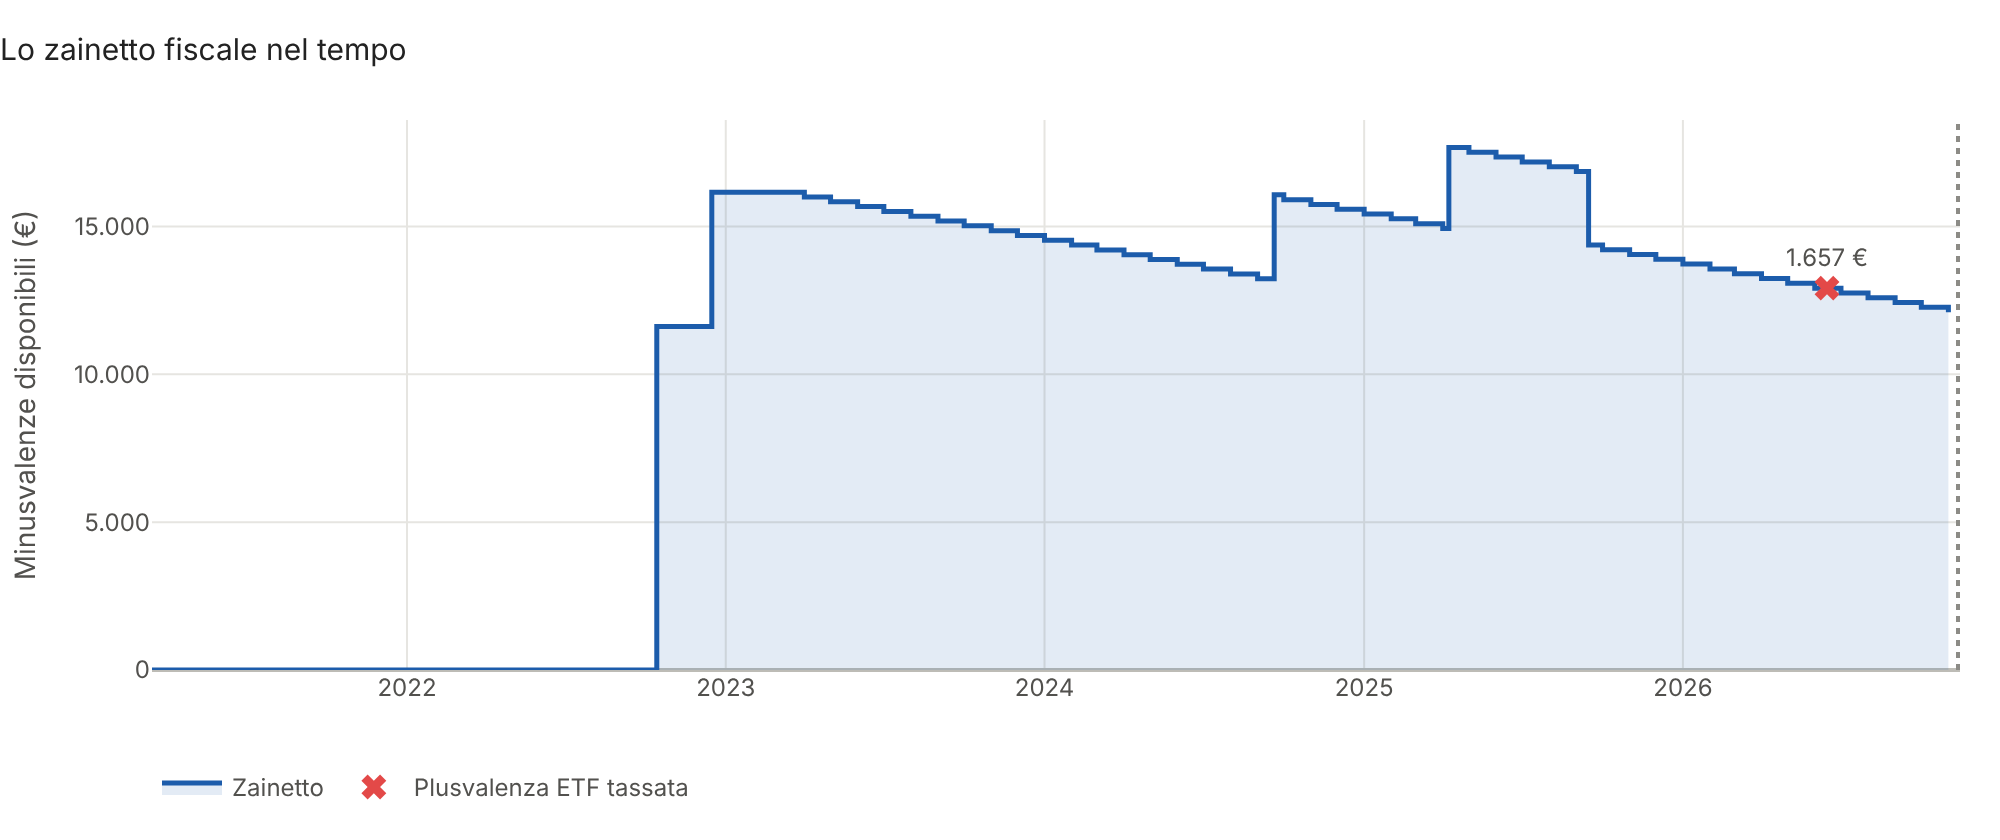 Lo zainetto fiscale nel tempo
Minusvalenze disponibili (€)
15.000
10.000
5.000
0
1.657 €
2022
2023
2024
2025
2026
Zainetto
Plusvalenza ETF tassata